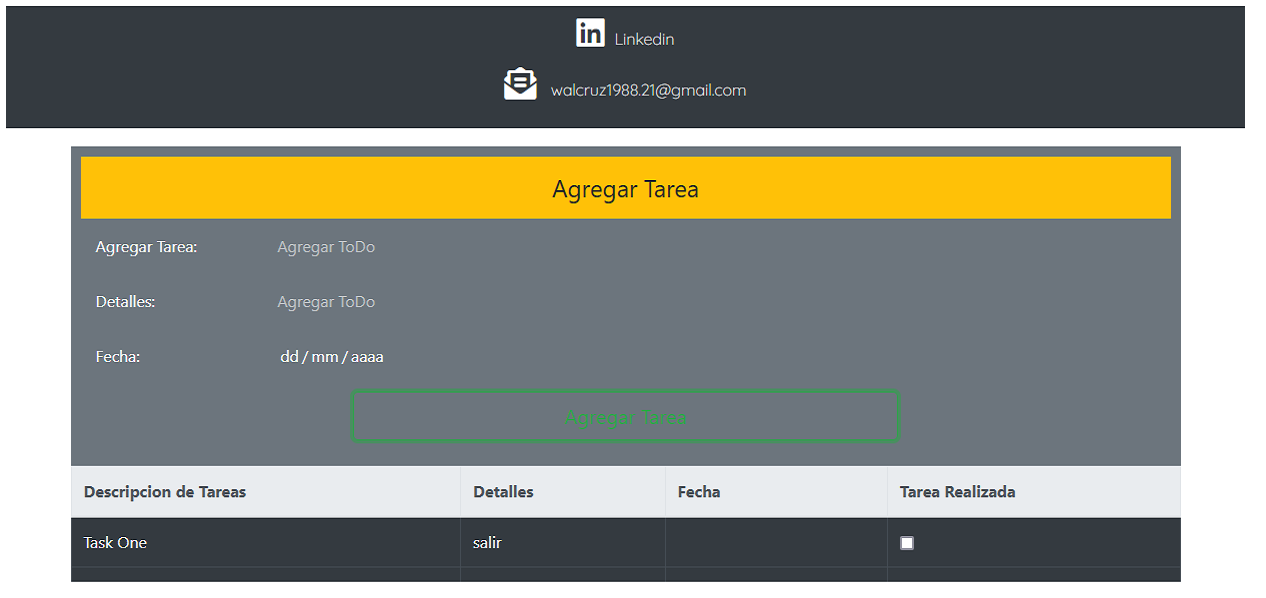 in Linkedin
walcruz1988.21@gmail.com
Agregar Tarea
Agregar Tarea: Agregar ToDo
Detalles: Agregar ToDo
Fecha: dd / mm / aaaa
Agregar Tarea
Descripcion de Tareas Detalles Fecha Tarea Realizada
Task One salir